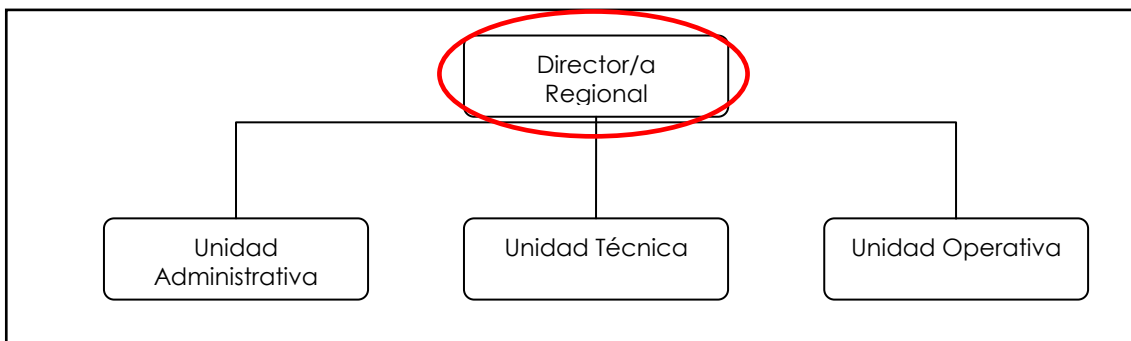 Director/a
Regional
Unidad
Administrativa
Unidad Técnica
Unidad Operativa